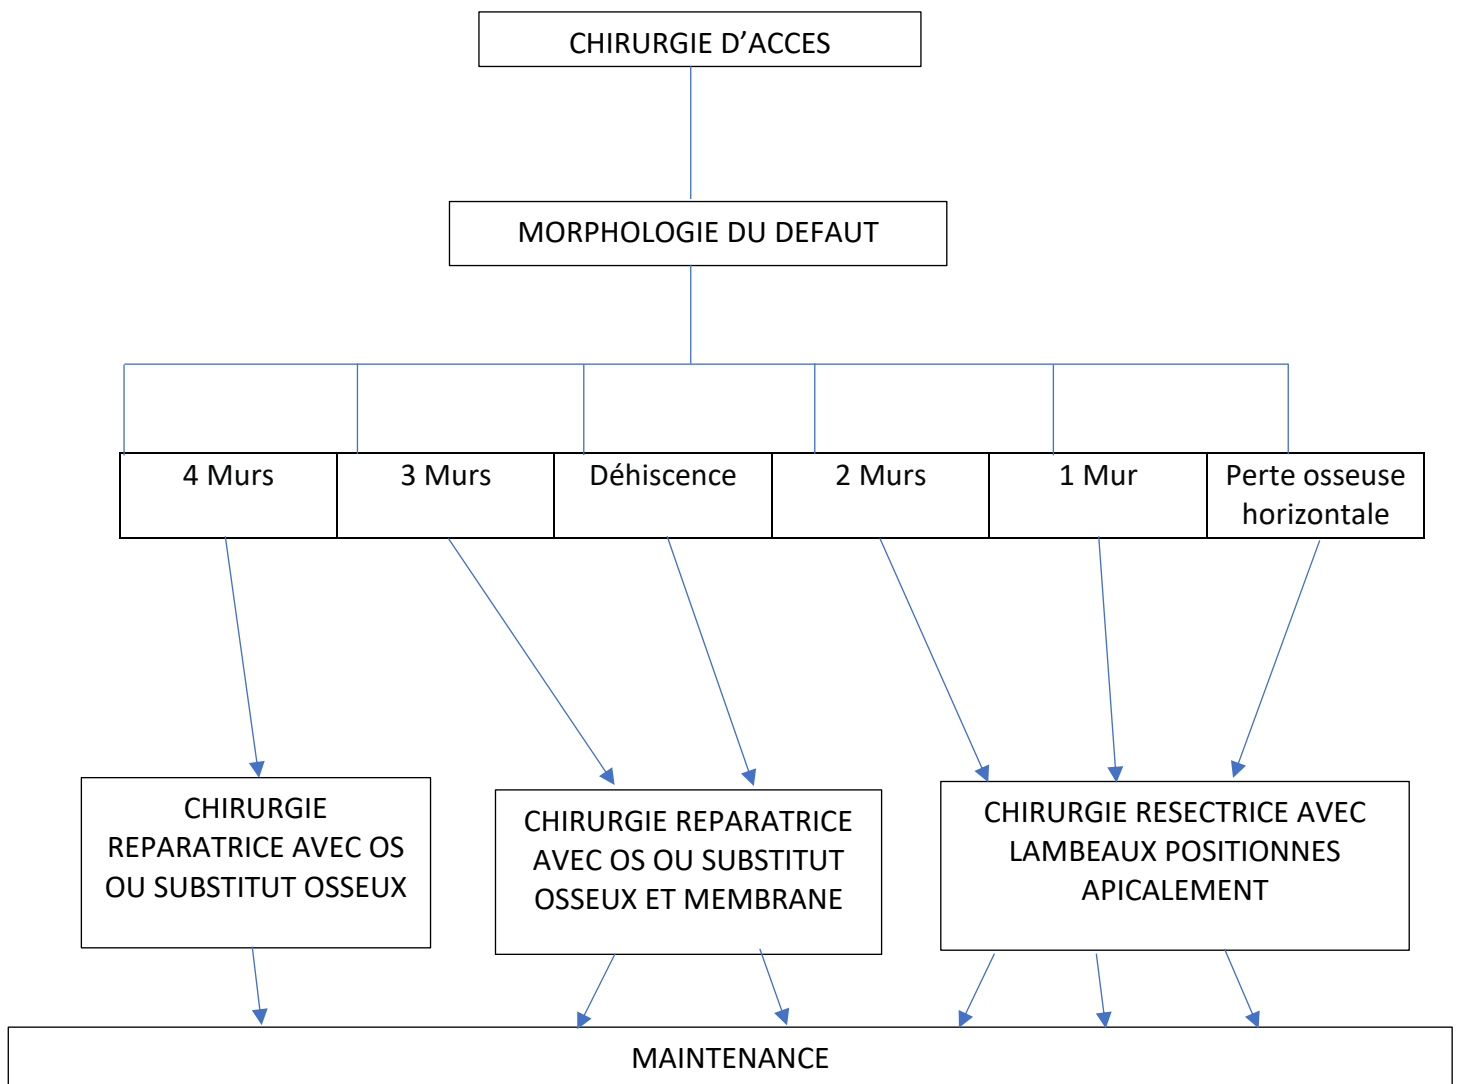 CHIRURGIE D’ACCES
MORPHOLOGIE DU DEFAUT
4 Murs
3 Murs
Déhiscence
2 Murs
1 Mur
Perte osseuse
horizontale
CHIRURGIE
REPARATRICE AVEC OS
OU SUBSTITUT OSSEUX
CHIRURGIE REPARATRICE
AVEC OS OU SUBSTITUT
OSSEUX ET MEMBRANE
CHIRURGIE RESECTRICE AVEC
LAMBEAUX POSITIONNES
APICALEMENT
MAINTENANCE